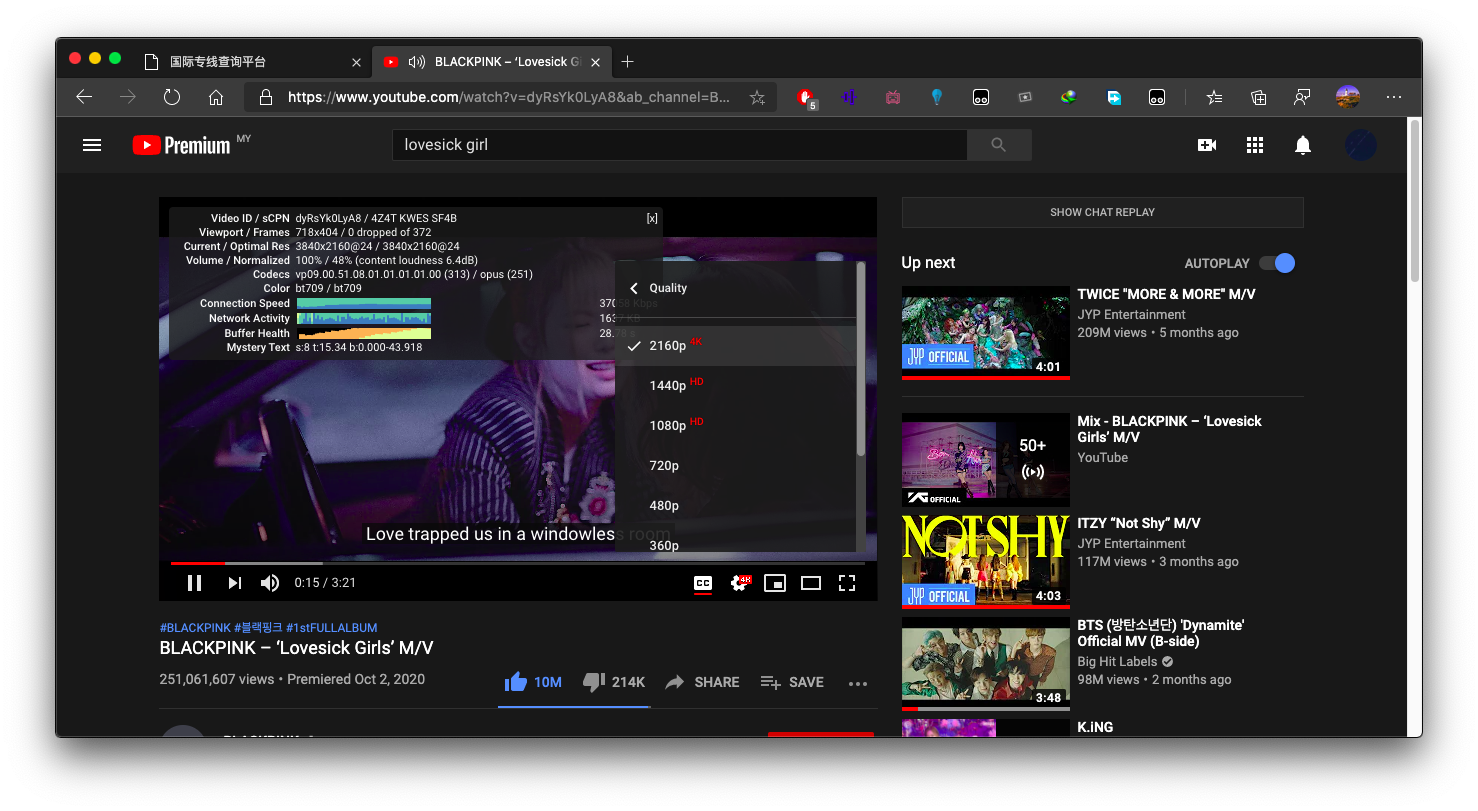 国际专线查询平台
BLACKPINK – ‘Lovesick Gi
https://www.youtube.com/watch?v=dyRsYk0LyA8&ab_channel=B...
5
Premium MY
lovesick girl
Video ID / sCPN dyRsYk0LyA8 / 4Z4T KWES SF4B
[x]
Viewport / Frames 718x404 / 0 dropped of 372
Current / Optimal Res 3840x2160@24 / 3840x2160@24
Volume / Normalized 100% / 48% (content loudness 6.4dB)
Codecs vp09.00.51.08.01.01.01.01.00 (313) / opus (251)
Color bt709 / bt709
Connection Speed 37058 Kbps
Network Activity 1637 KB
Buffer Health 28.78 s
Mystery Text s:8 t:15.34 b:0.000-43.918
Quality
2160p 4K
1440p HD
1080p HD
720p
480p
360p
Love trapped us in a windowless room
0:15 / 3:21
CC
4K
#BLACKPINK #블랙핑크 #1stFULLALBUM
BLACKPINK – ‘Lovesick Girls’ M/V
251,061,607 views • Premiered Oct 2, 2020
10M
214K
SHARE
SAVE
SHOW CHAT REPLAY
Up next
AUTOPLAY
JYP OFFICIAL
4:01
TWICE "MORE & MORE" M/V
JYP Entertainment
209M views • 5 months ago
YG OFFICIAL
50+
Mix - BLACKPINK – ‘Lovesick
Girls’ M/V
YouTube
NOT SHY
JYP OFFICIAL
4:03
ITZY “Not Shy” M/V
JYP Entertainment
117M views • 3 months ago
3:48
BTS (방탄소년단) 'Dynamite'
Official MV (B-side)
Big Hit Labels
98M views • 2 months ago
K.iNG